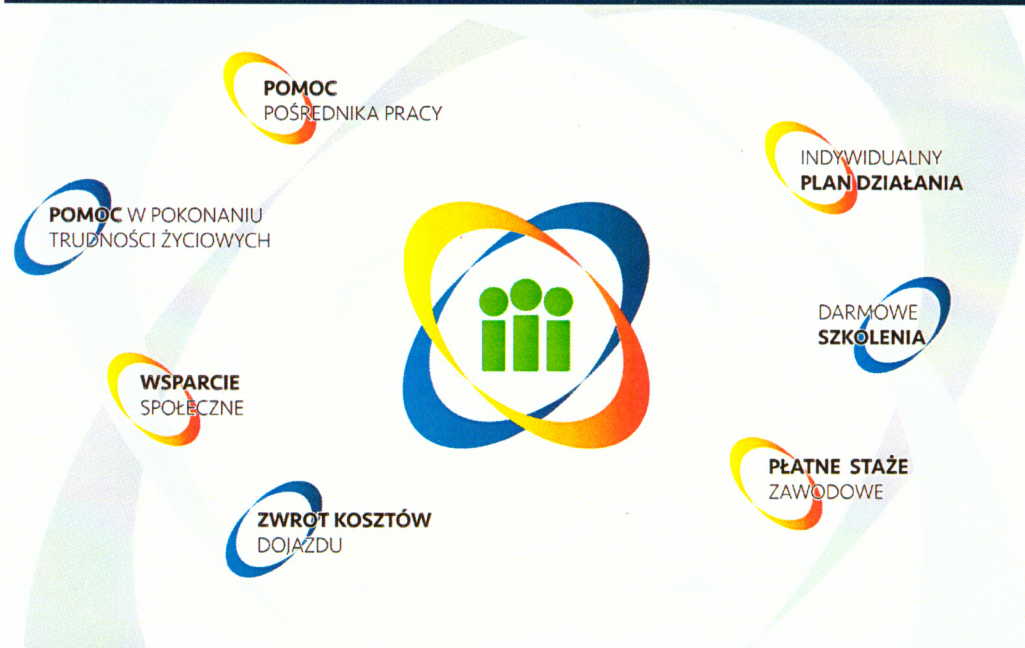 POMOC
POŚREDNIKA PRACY
INDYWIDUALNY
PLAN DZIAŁANIA
POMOC W POKONANIU
TRUDNOŚCI ŻYCIOWYCH
DARMOWE
SZKOLENIA
WSPARCIE
SPOŁECZNE
PŁATNE STAŻE
ZAWODOWE
ZWROT KOSZTÓW
DOJAZDU